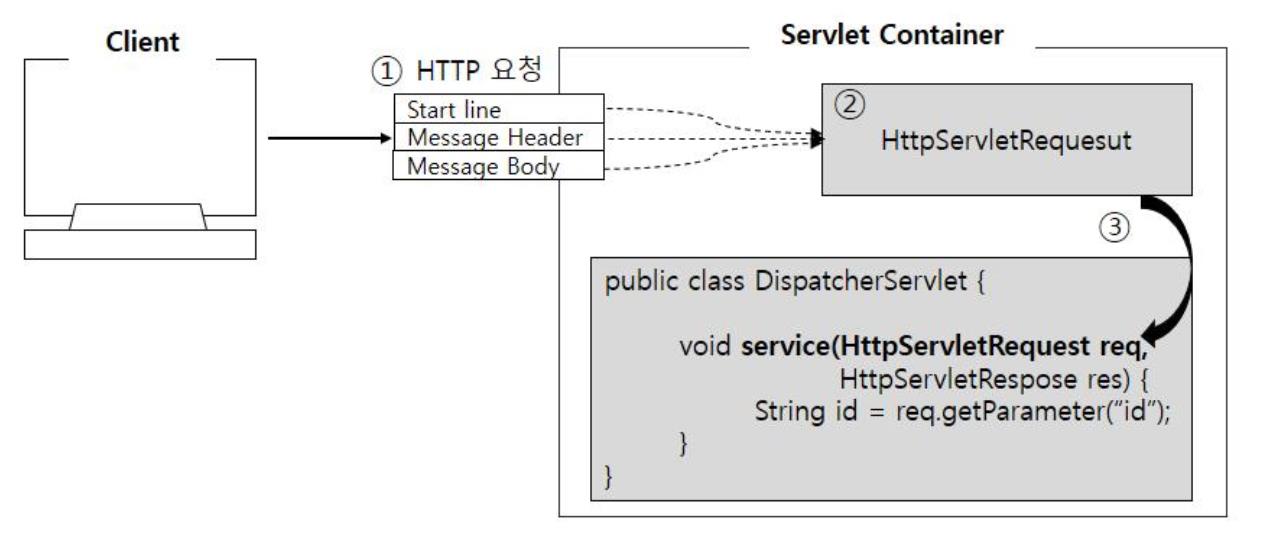 Client
Servlet Container
① HTTP 요청
Start line
Message Header
Message Body
②
HttpServletRequesut
③
public class DispatcherServlet {
void service(HttpServletRequest req,
HttpServletRespose res) {
String id = req.getParameter(“id”);
}
}